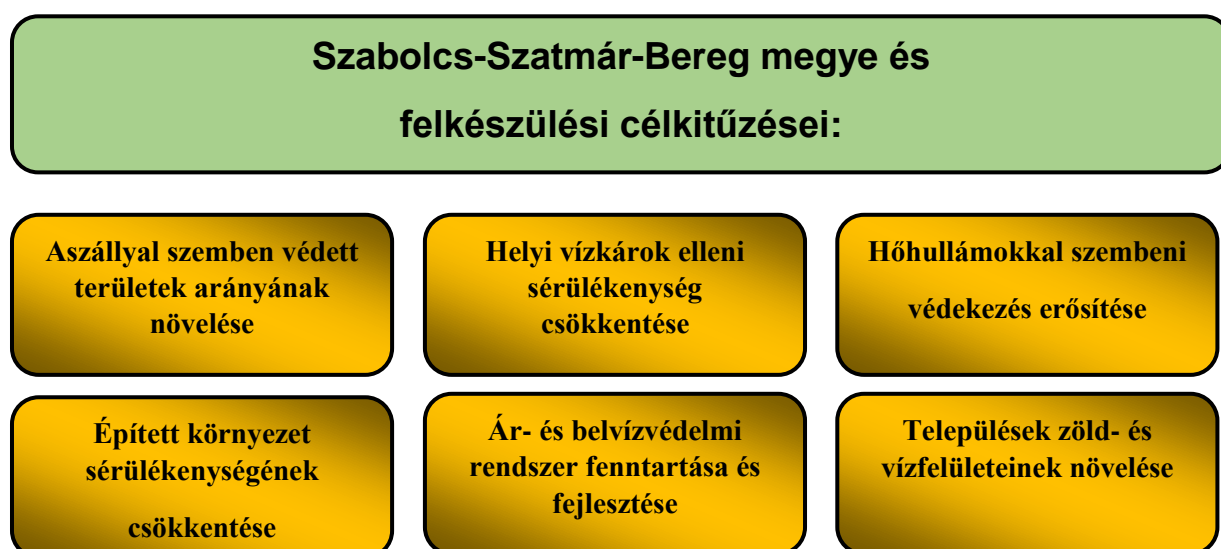 Szabolcs-Szatmár-Bereg megye és
felkészülési célkitűzései:
Aszállyal szemben védett
területek arányának
növelése
Helyi vízkárok elleni
sérülékenység
csökkentése
Hőhullámokkal szembeni
védekezés erősítése
Épített környezet
sérülékenységének
csökkentése
Ár- és belvízvédelmi
rendszer fenntartása és
fejlesztése
Települések zöld- és
vízfelületeinek növelése